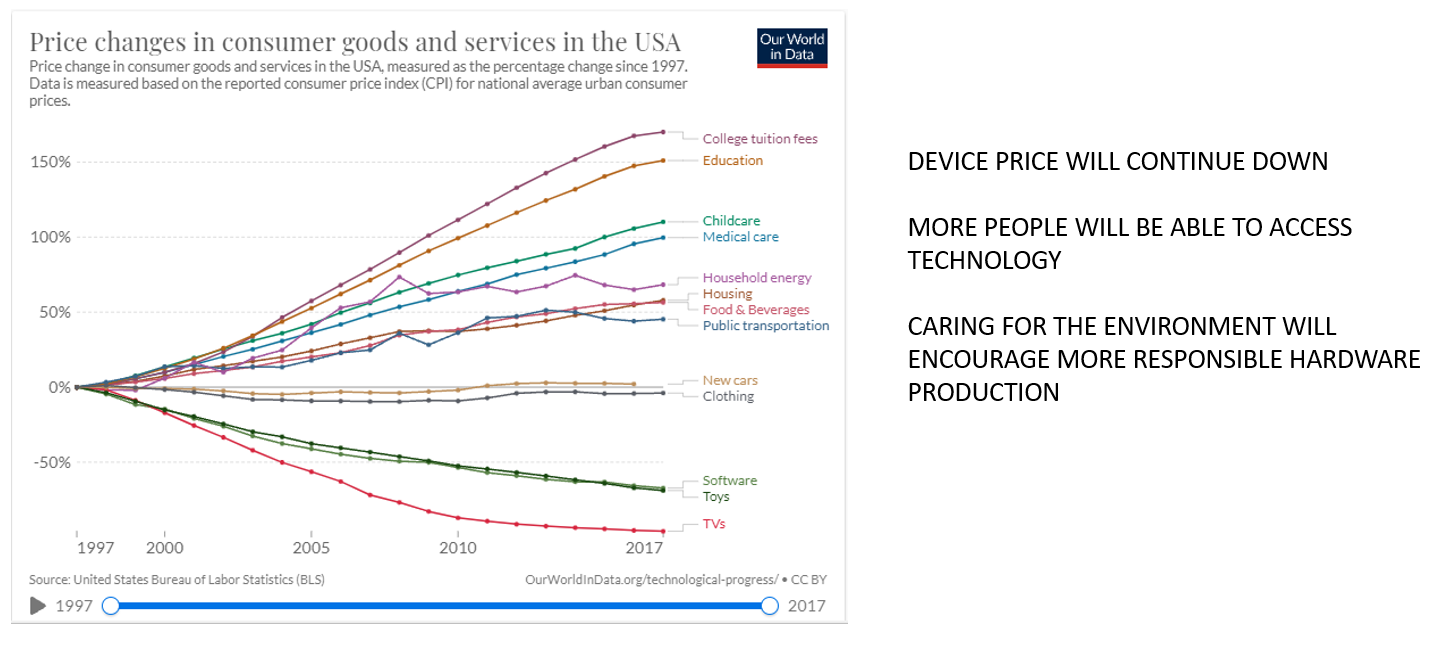 Price changes in consumer goods and services in the USA
Our World
in Data
Price change in consumer goods and services in the USA, measured as the percentage change since 1997.
Data is measured based on the reported consumer price index (CPI) for national average urban consumer
prices.
150%
100%
50%
0%
-50%
College tuition fees
Education
Childcare
Medical care
Household energy
Housing
Food & Beverages
Public transportation
New cars
Clothing
Software
Toys
TVs
1997
2000
2005
2010
2017
Source: United States Bureau of Labor Statistics (BLS)
OurWorldInData.org/technological-progress/ • CC BY
1997
2017
DEVICE PRICE WILL CONTINUE DOWN
MORE PEOPLE WILL BE ABLE TO ACCESS
TECHNOLOGY
CARING FOR THE ENVIRONMENT WILL
ENCOURAGE MORE RESPONSIBLE HARDWARE
PRODUCTION